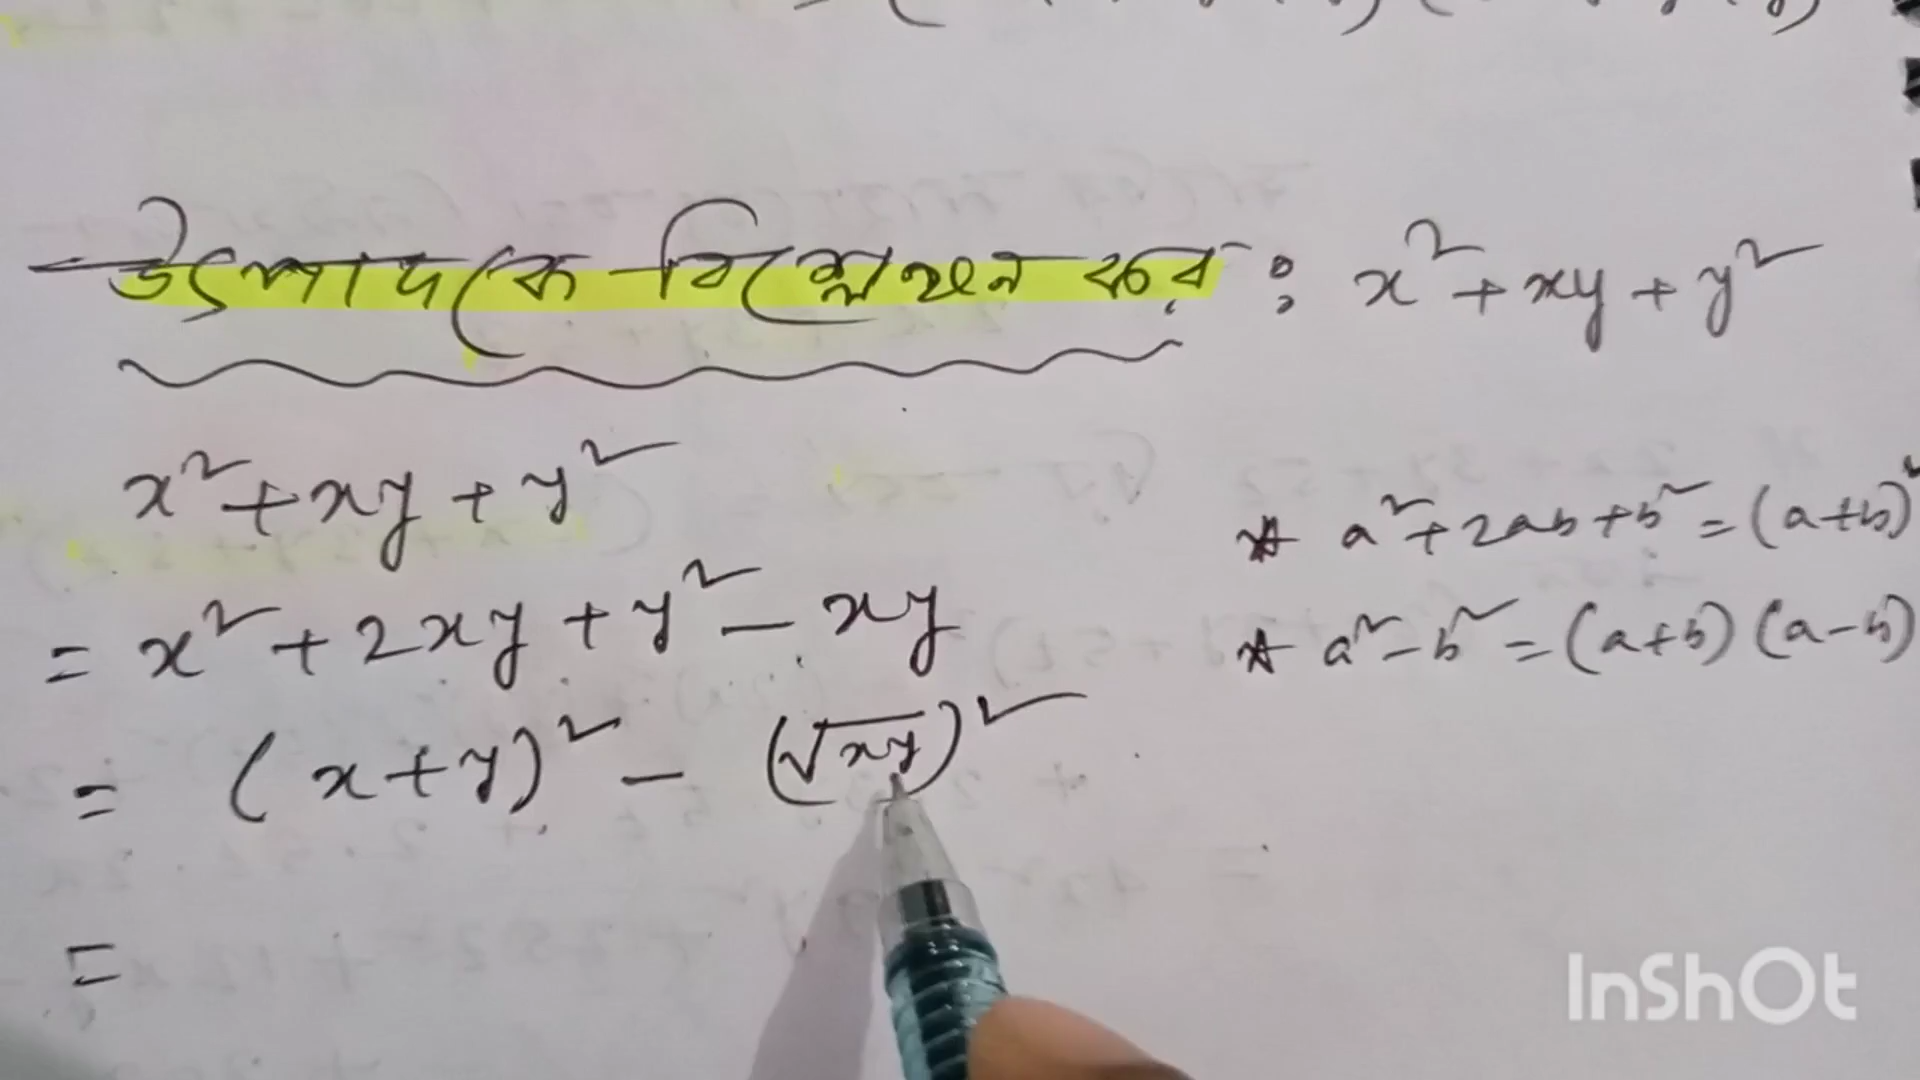 উৎপাদকে বিশ্লেষণ কর : x² + xy + y²
x² + xy + y²
= x² + 2xy + y² - xy
= (x+y)² - (√xy)²
=
* a² + 2ab + b² = (a+b)²
* a² - b² = (a+b)(a-b)
InShOt